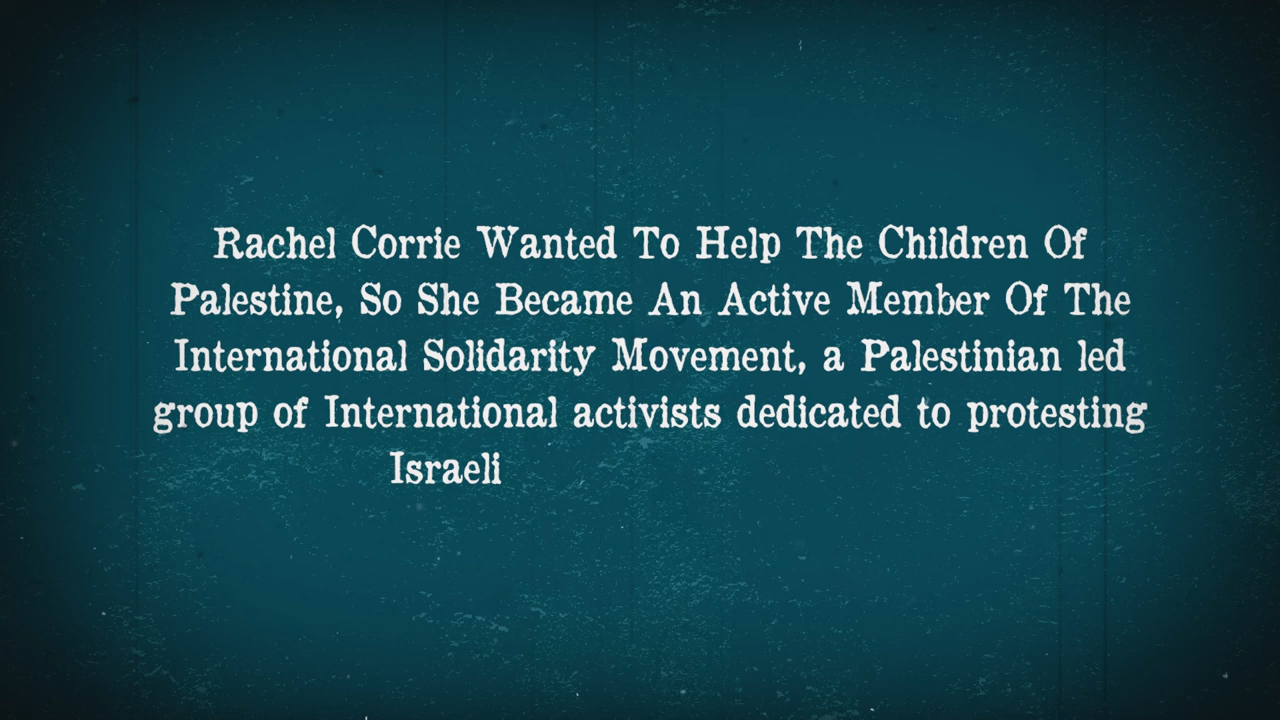 Rachel Corrie Wanted To Help The Children Of
Palestine, So She Became An Active Member Of The
International Solidarity Movement, a Palestinian led
group of International activists dedicated to protesting
Israeli